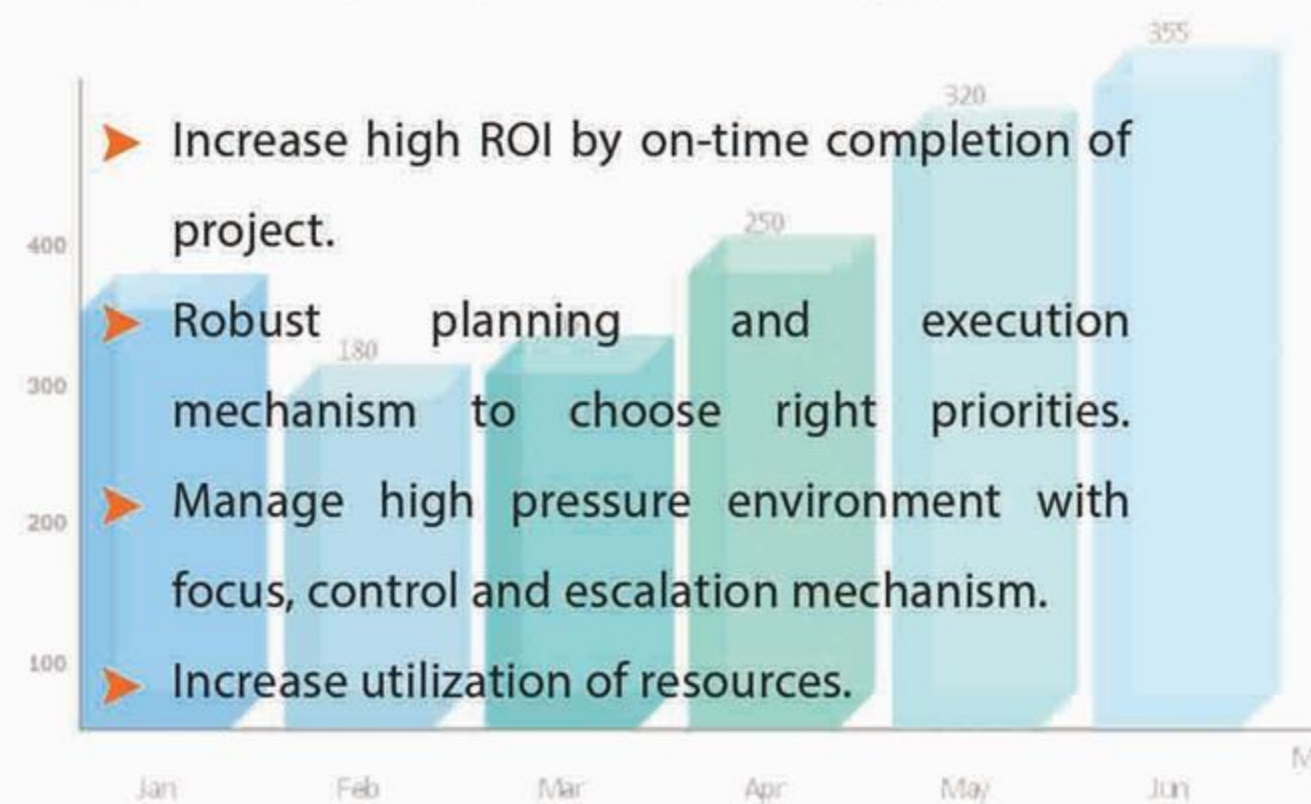 355
320
Increase high ROI by on-time completion of
project.
250
400
Robust planning and execution
180
300
mechanism to choose right priorities.
Manage high pressure environment with
200
focus, control and escalation mechanism.
100
Increase utilization of resources.
Jan Feb Mar Apr May Jun